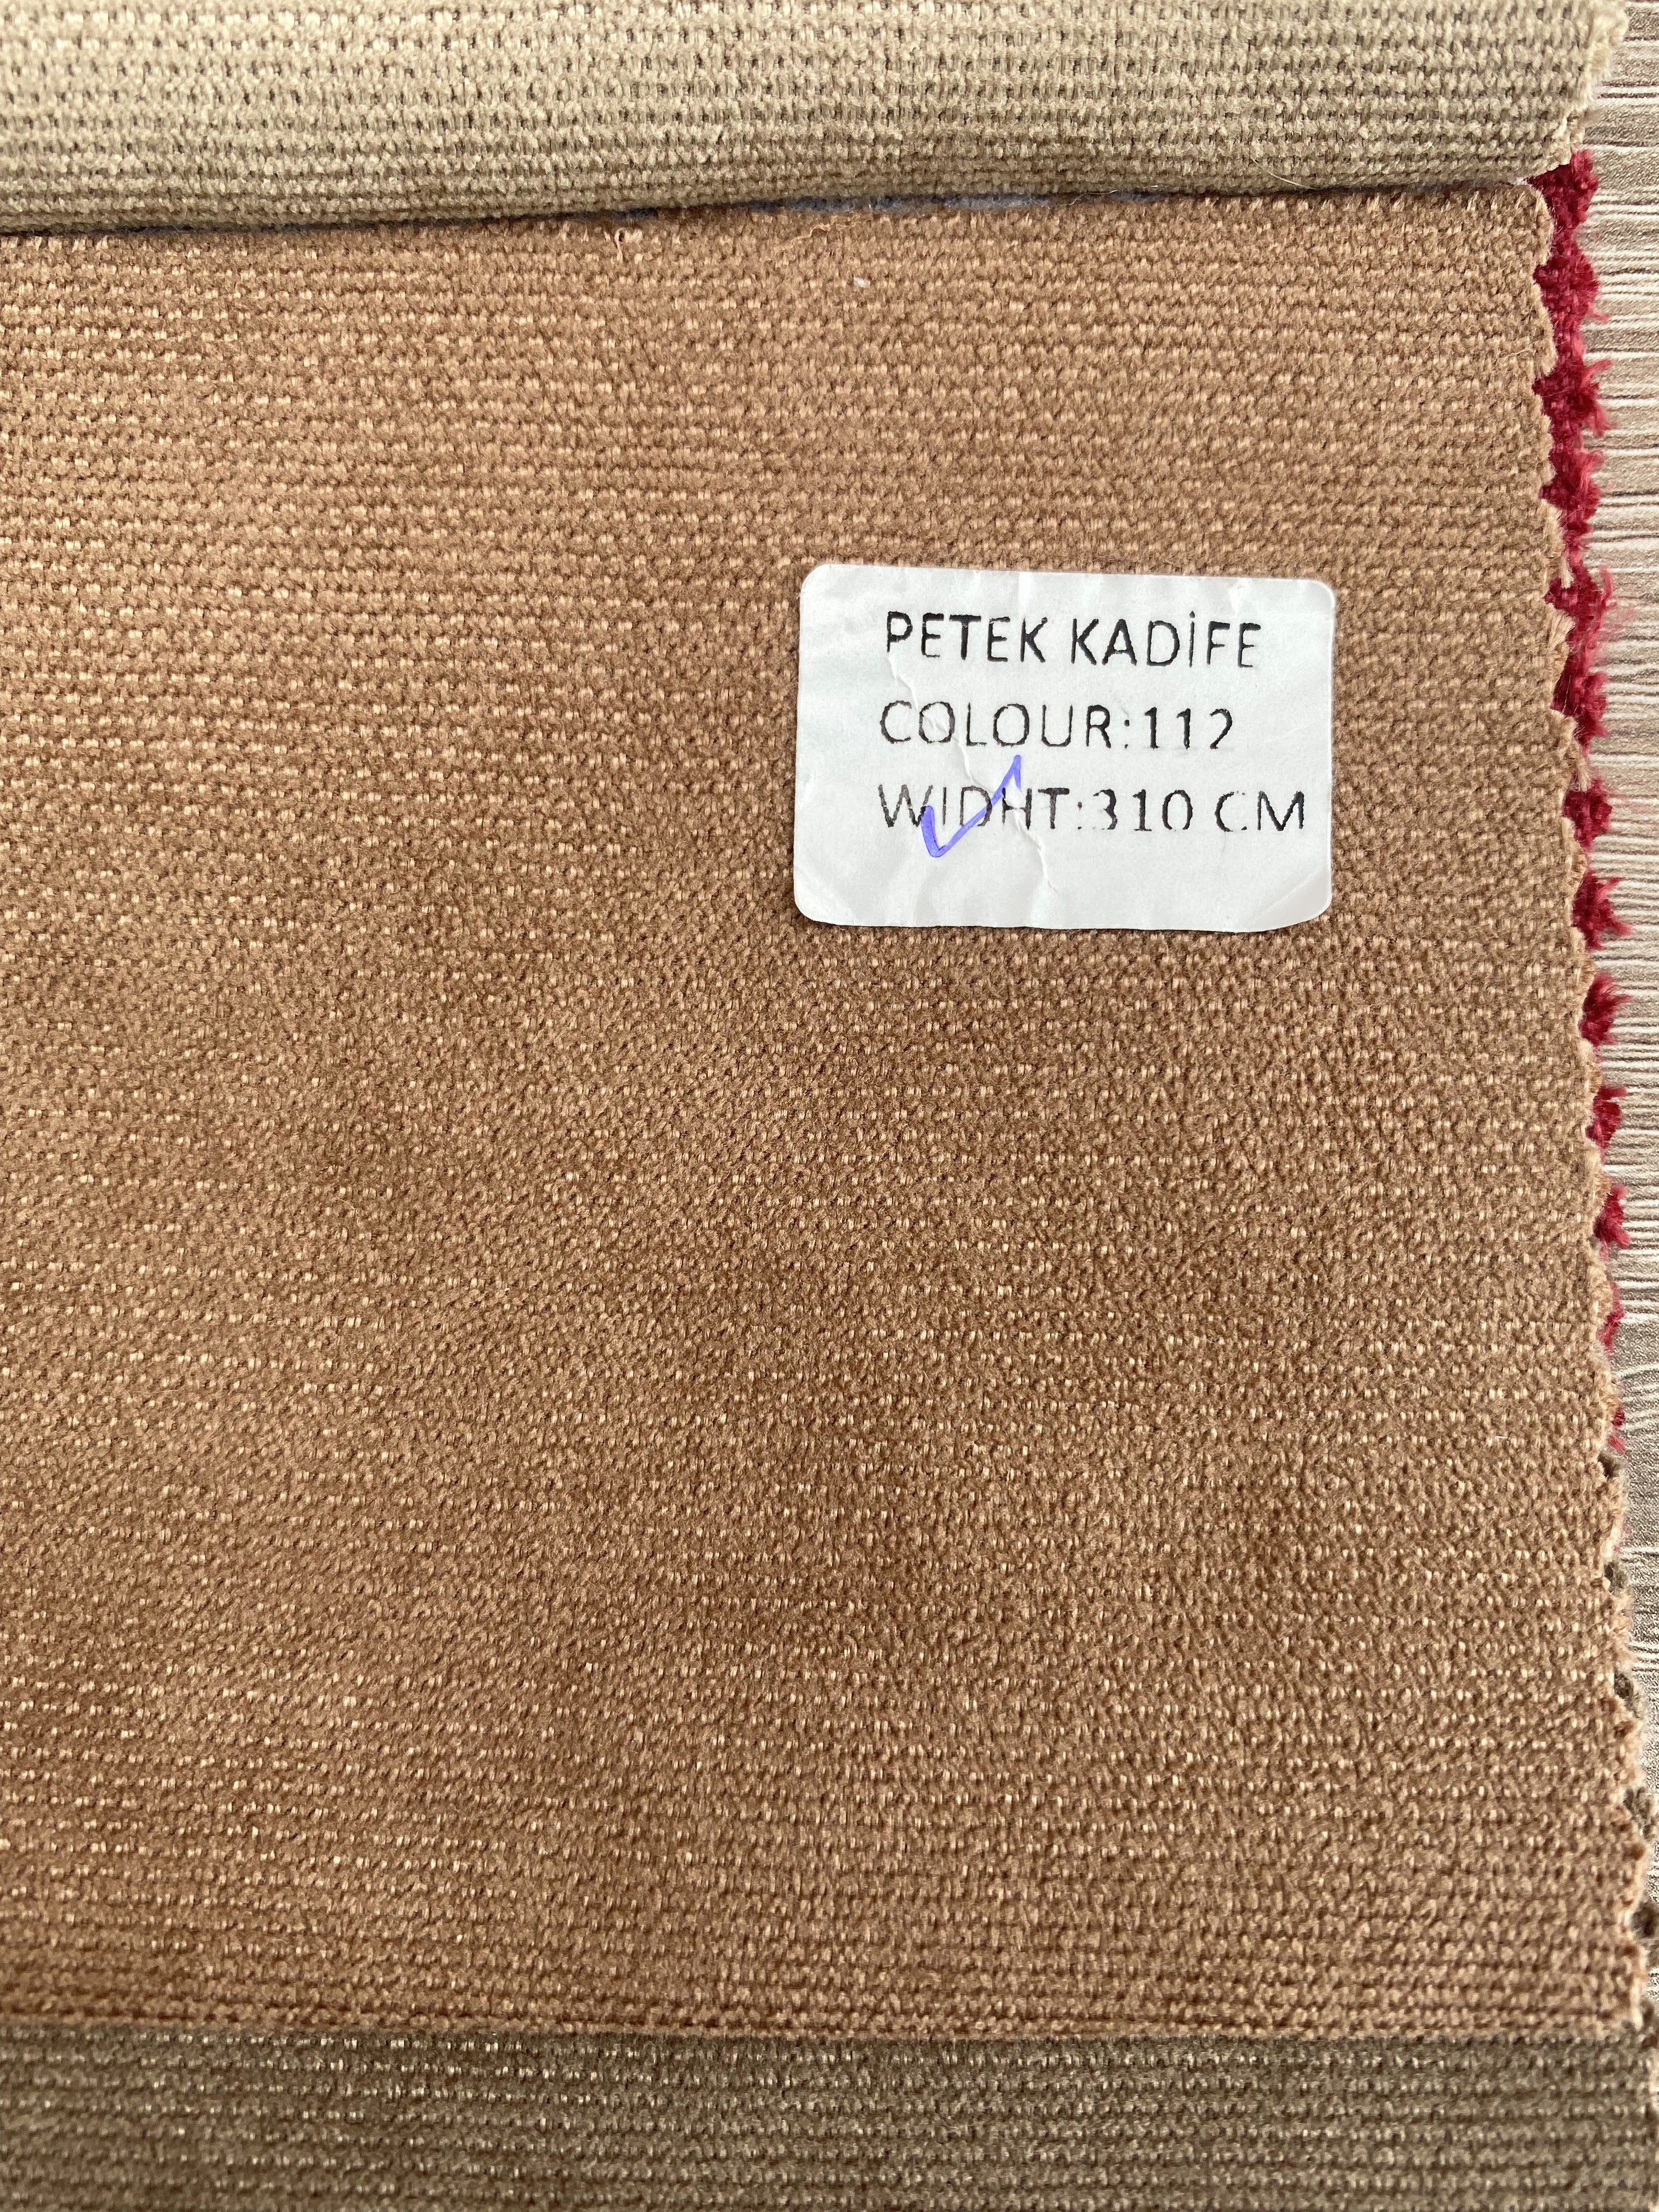 PETEK KADİFE
COLOUR:112
WIDHT:310 CM